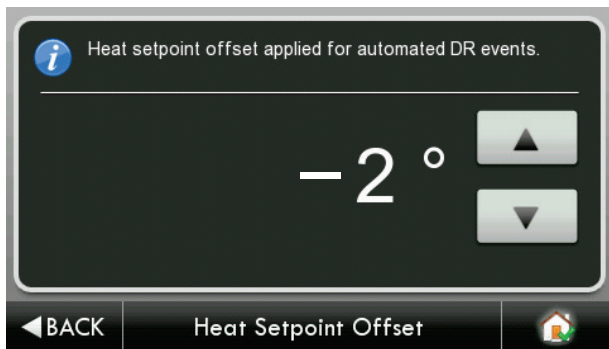 Heat setpoint offset applied for automated DR events.
−2 °
BACK
Heat Setpoint Offset